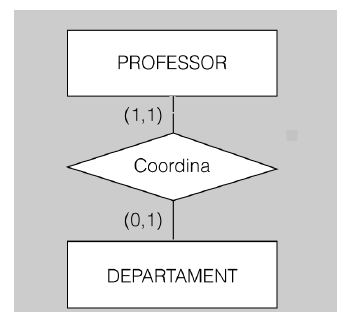 PROFESSOR
(1,1)
Coordina
(0,1)
DEPARTAMENT